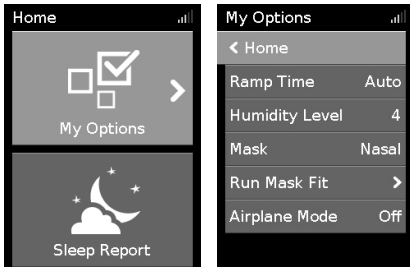 Home
My Options
Sleep Report
My Options
Home
Ramp Time Auto
Humidity Level 4
Mask Nasal
Run Mask Fit
Airplane Mode Off